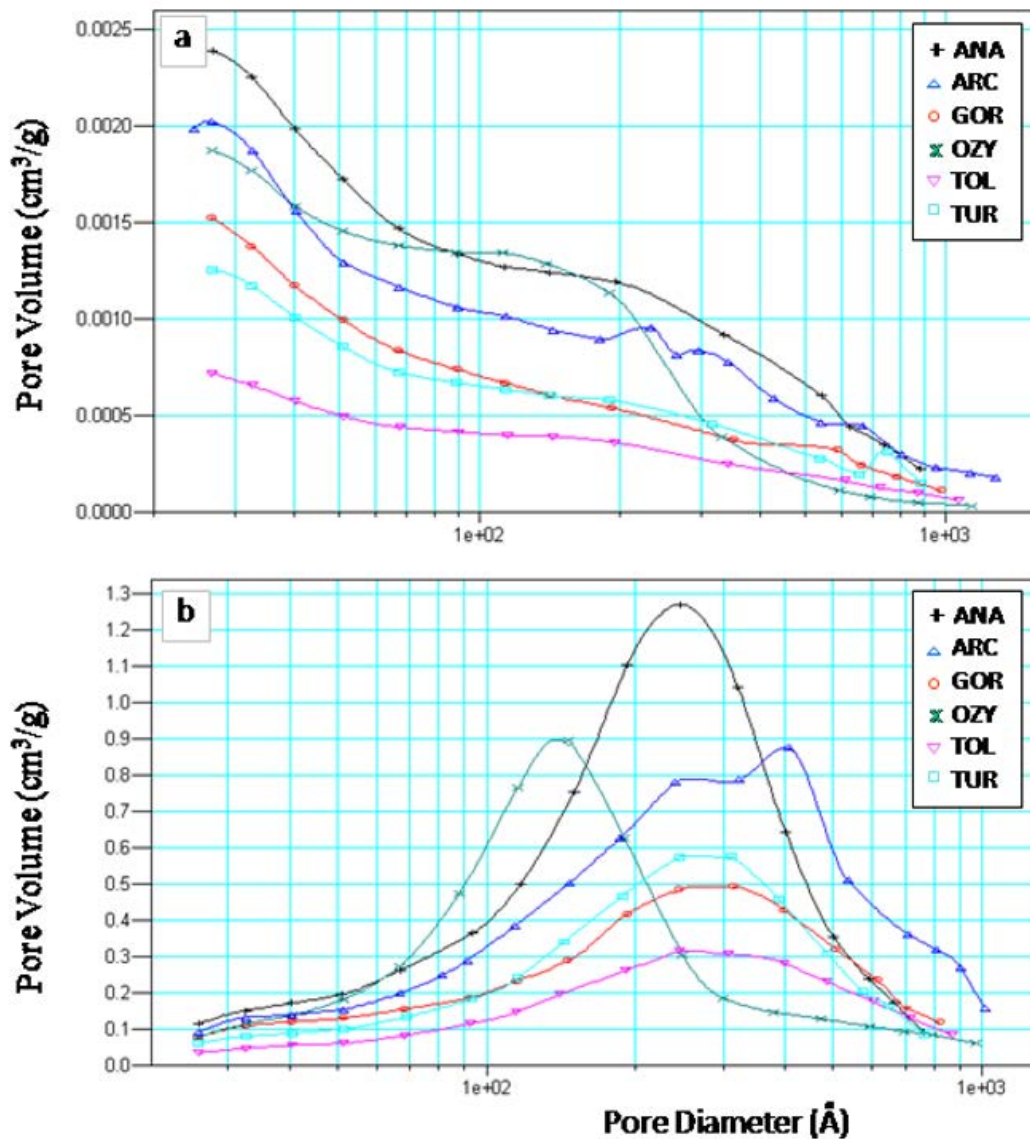 a
0.0025
0.0020
0.0015
0.0010
0.0005
0.0000
Pore Volume (cm³/g)
1e+02
1e+03
ANA
ARC
GOR
OZY
TOL
TUR
b
1.3
1.2
1.1
1.0
0.9
0.8
0.7
0.6
0.5
0.4
0.3
0.2
0.1
0.0
Pore Volume (cm³/g)
1e+02
1e+03
ANA
ARC
GOR
OZY
TOL
TUR
Pore Diameter (Å)